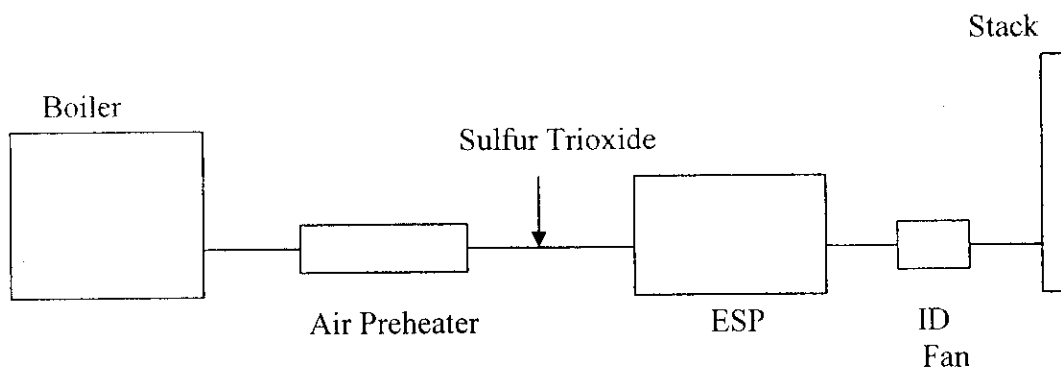 Stack
Boiler
Sulfur Trioxide
Air Preheater
ESP
ID
Fan